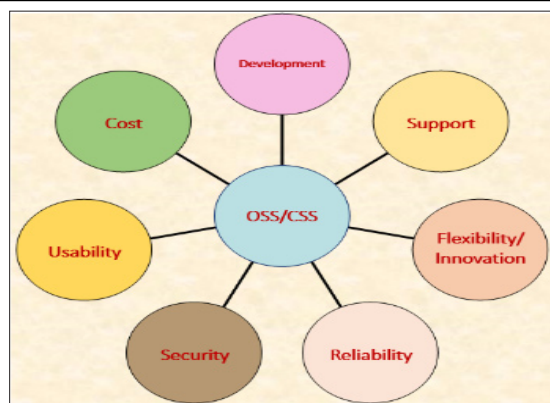 Development
Cost
Support
OSS/CSS
Usability
Flexibility/
Innovation
Security
Reliability